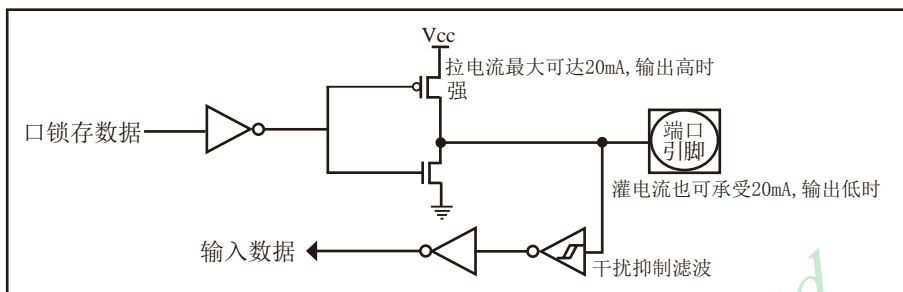 Vcc
拉电流最大可达20mA,输出高时
强
口锁存数据
端口
引脚
灌电流也可承受20mA,输出低时
输入数据
干扰抑制滤波